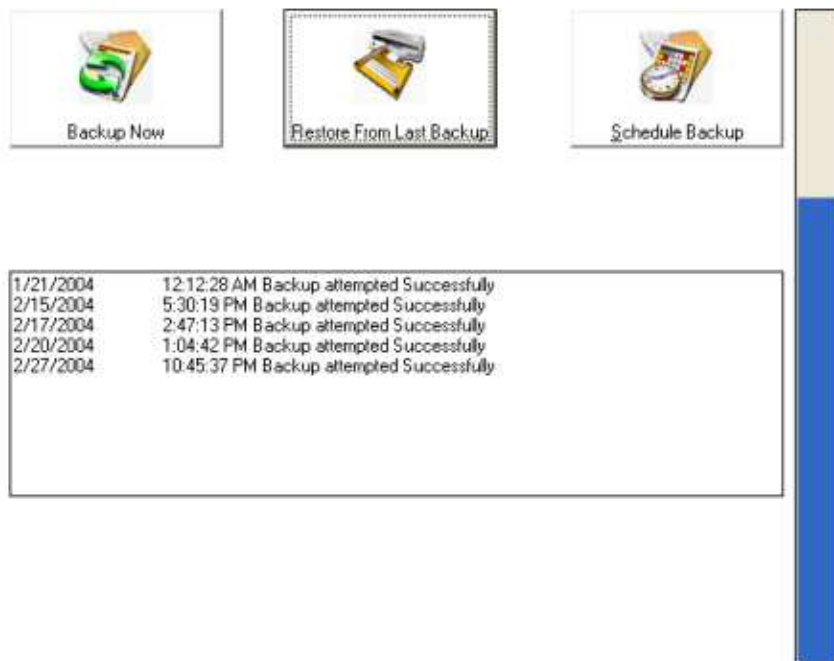 Backup Now
Restore From Last Backup
Schedule Backup
1/21/2004 12:12:28 AM Backup attempted Successfully
2/15/2004 5:30:19 PM Backup attempted Successfully
2/17/2004 2:47:13 PM Backup attempted Successfully
2/20/2004 1:04:42 PM Backup attempted Successfully
2/27/2004 10:45:37 PM Backup attempted Successfully